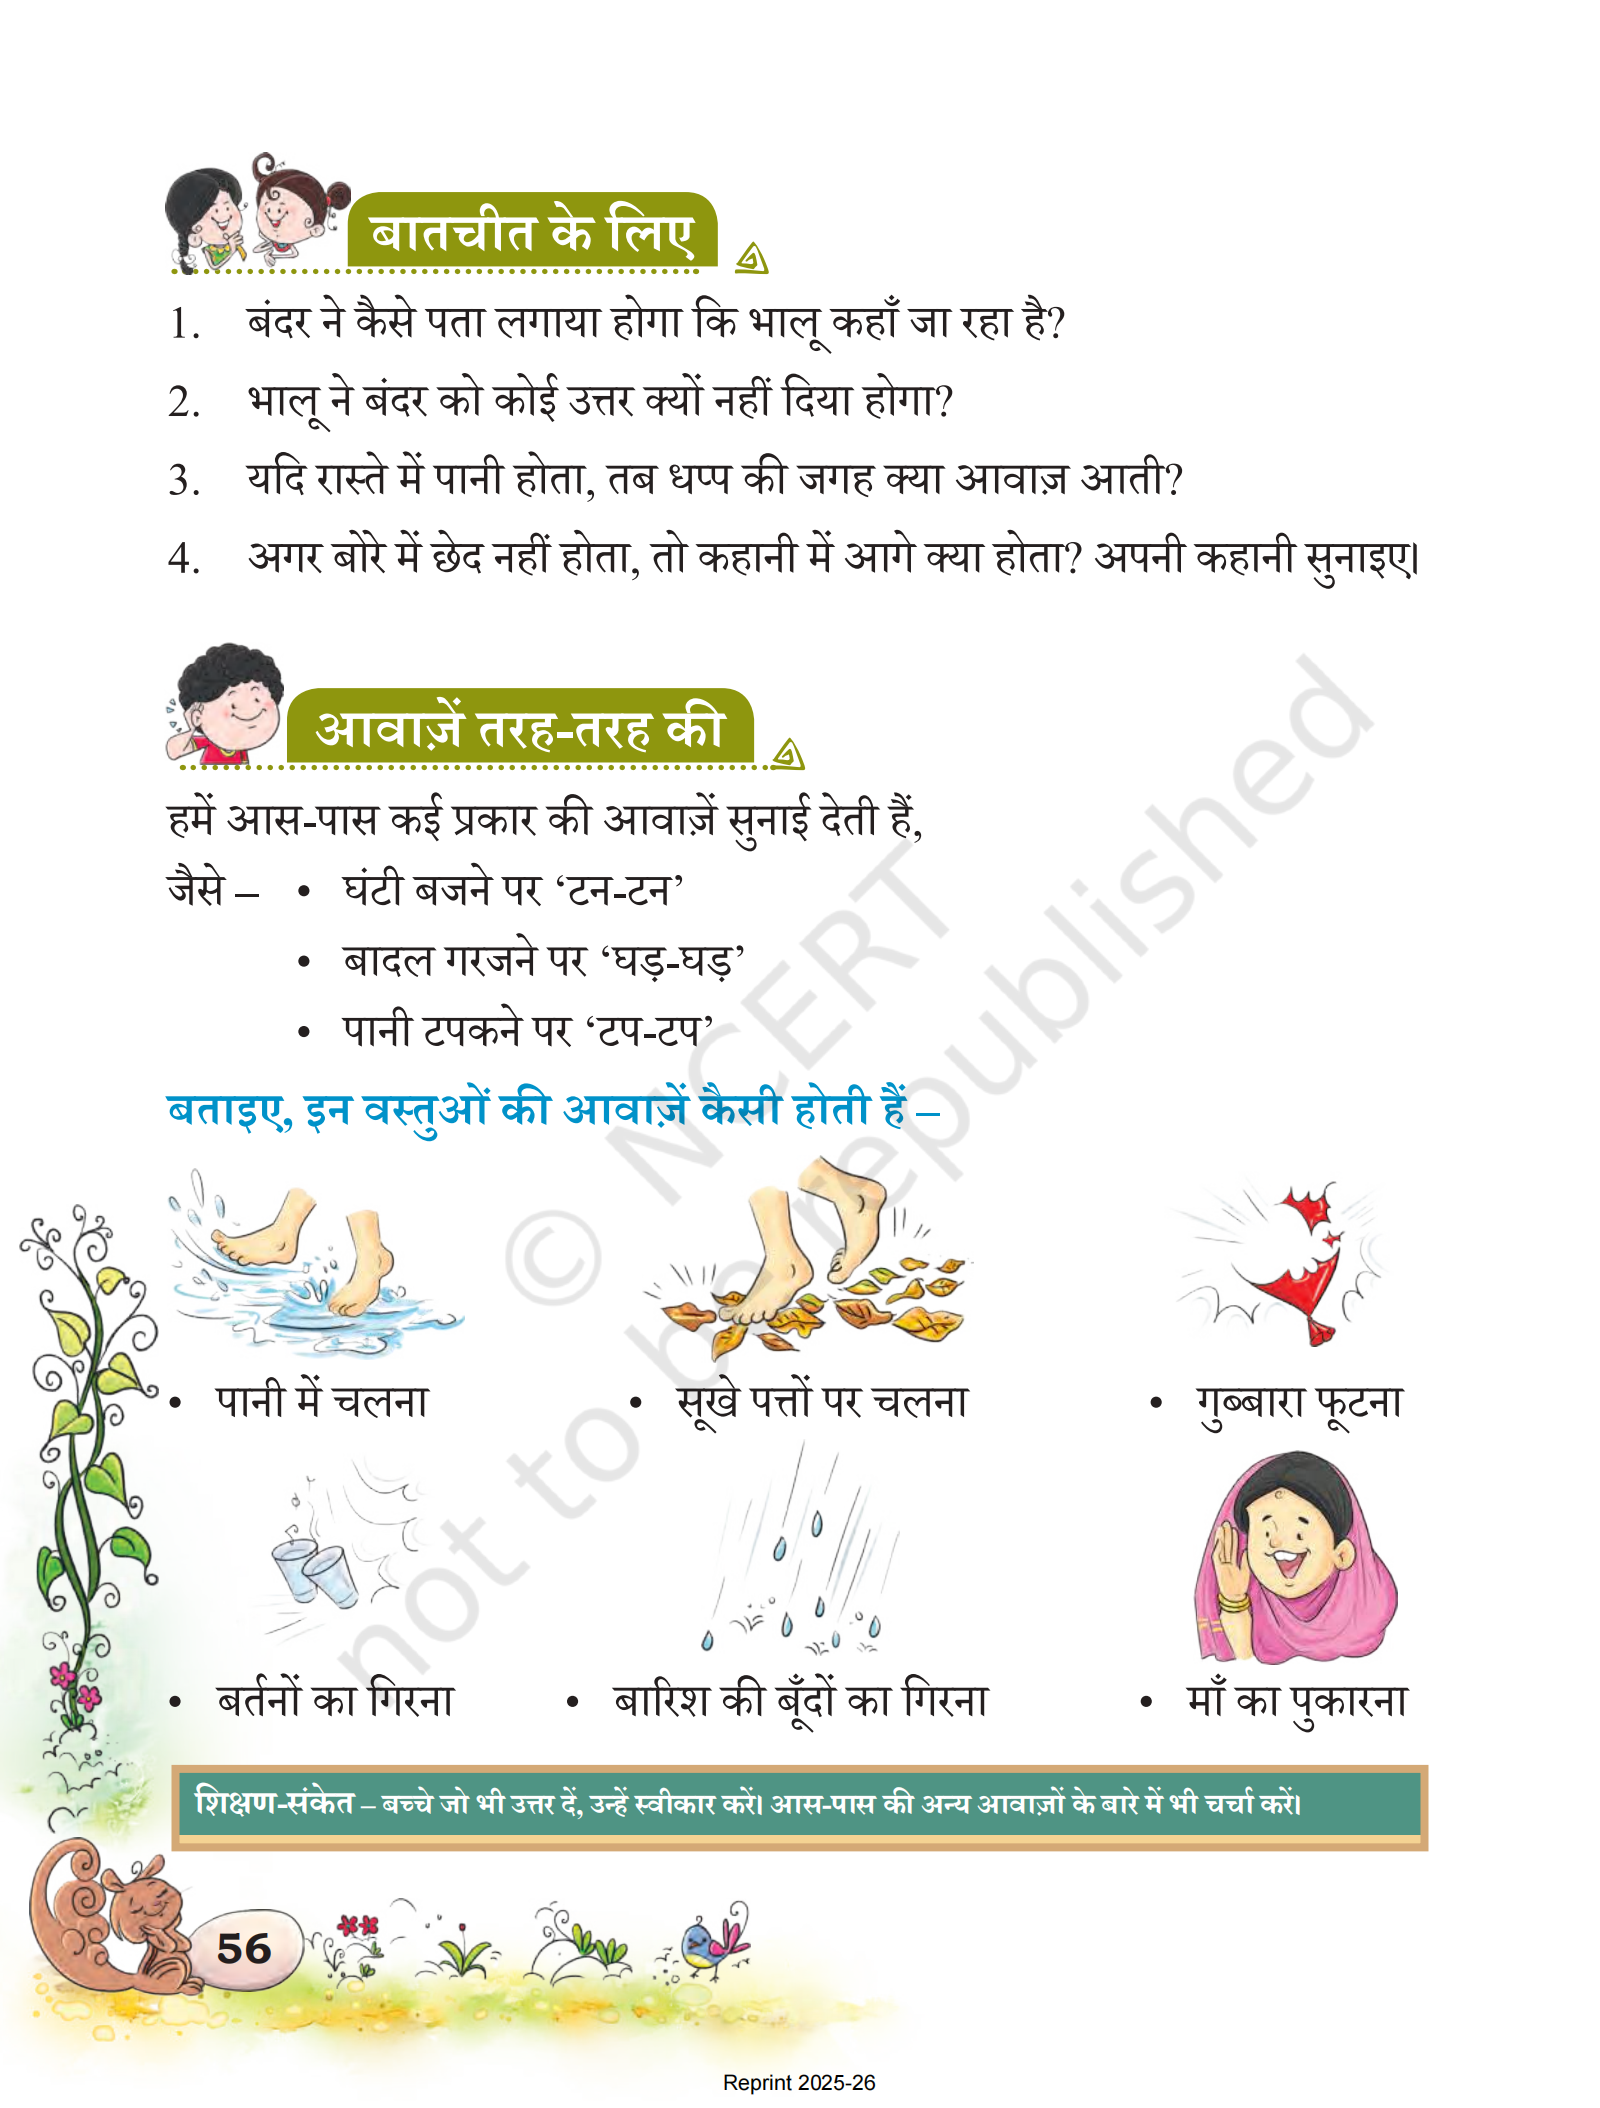 बातचीत के लिए
1. बंदर ने कैसे पता लगाया होगा कि भालू कहाँ जा रहा है?
2. भालू ने बंदर को कोई उत्तर क्यों नहीं दिया होगा?
3. यदि रास्ते में पानी होता, तब धप्प की जगह क्या आवाज़ आती?
4. अगर बोरे में छेद नहीं होता, तो कहानी में आगे क्या होता? अपनी कहानी सुनाइए।
आवाज़ें तरह-तरह की
हमें आस-पास कई प्रकार की आवाज़ें सुनाई देती हैं,
जैसे – • घंटी बजने पर ‘टन-टन’
• बादल गरजने पर ‘घड़-घड़’
• पानी टपकने पर ‘टप-टप’
बताइए, इन वस्तुओं की आवाज़ें कैसी होती हैं –
• पानी में चलना • सूखे पत्तों पर चलना • गुब्बारा फूटना
• बर्तनों का गिरना • बारिश की बूँदों का गिरना • माँ का पुकारना
शिक्षण-संकेत – बच्चे जो भी उत्तर दें, उन्हें स्वीकार करें। आस-पास की अन्य आवाज़ों के बारे में भी चर्चा करें।
56
© NCERT
not to be republished
Reprint 2025-26